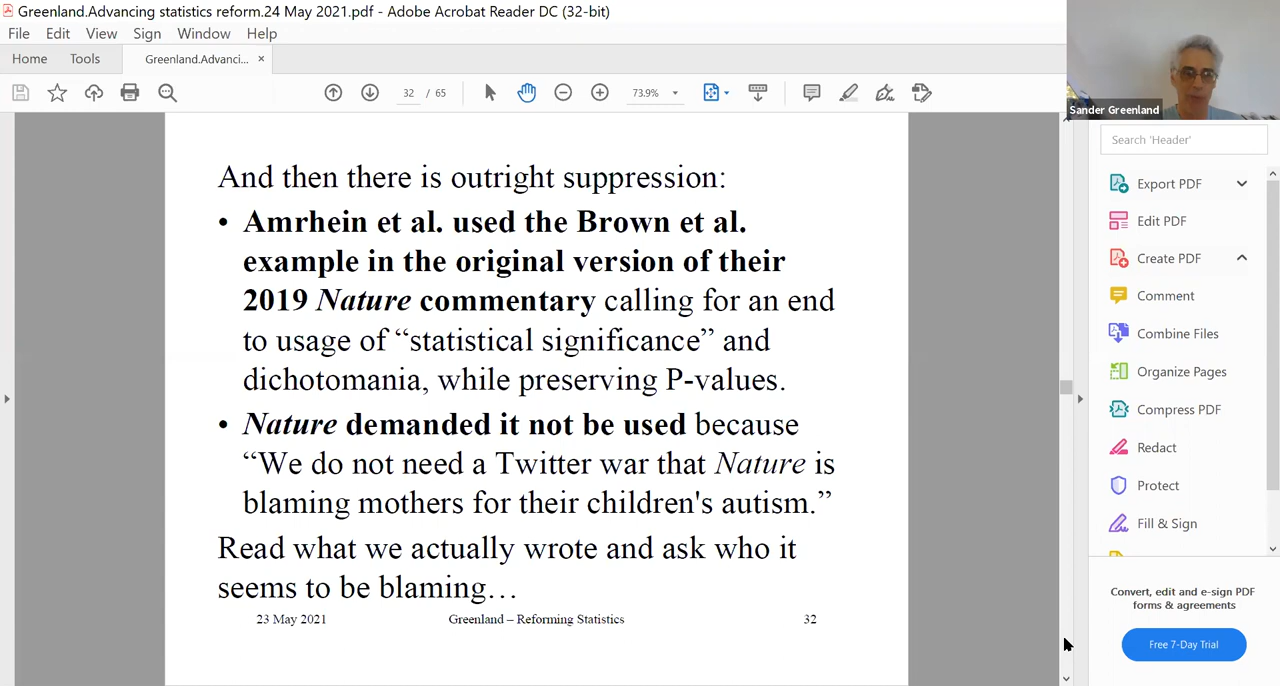 Greenland.Advancing statistics reform.24 May 2021.pdf - Adobe Acrobat Reader DC (32-bit)
File Edit View Sign Window Help
Home Tools Greenland.Advanci... ×
32 / 65 73.9%
Sander Greenland
Search 'Header'
And then there is outright suppression:
• Amrhein et al. used the Brown et al.
example in the original version of their
2019 Nature commentary calling for an end
to usage of “statistical significance” and
dichotomania, while preserving P-values.
• Nature demanded it not be used because
“We do not need a Twitter war that Nature is
blaming mothers for their children's autism.”
Read what we actually wrote and ask who it
seems to be blaming…
23 May 2021 Greenland – Reforming Statistics 32
Export PDF
Edit PDF
Create PDF
Comment
Combine Files
Organize Pages
Compress PDF
Redact
Protect
Fill & Sign
Convert, edit and e-sign PDF
forms & agreements
Free 7-Day Trial